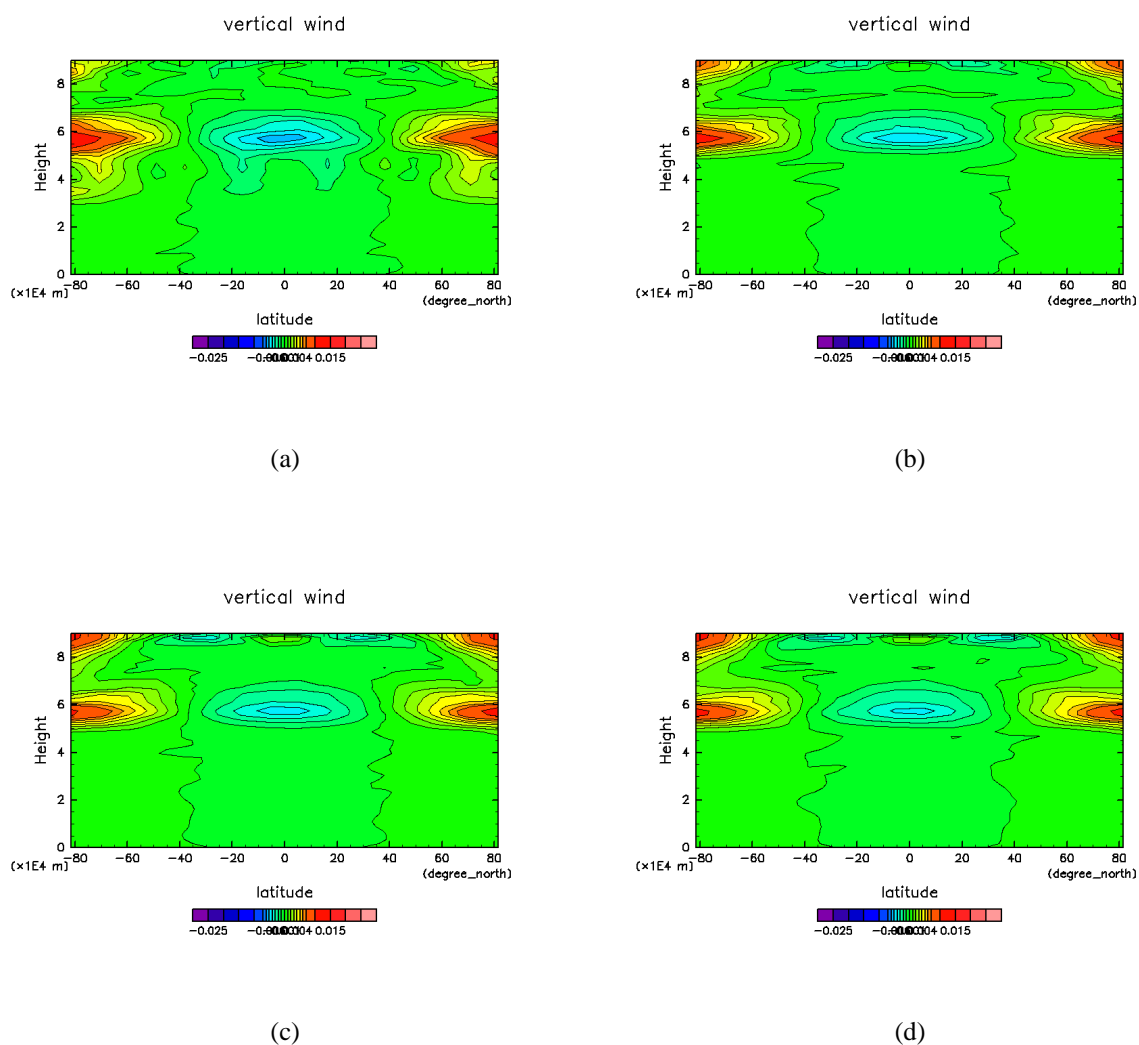 vertical wind
vertical wind
8
6
4
2
0
Height
(×1E4 m)
-80 -60 -40 -20 0 20 40 60 80
(degree_north)
latitude
-0.025 0.015
8
6
4
2
0
Height
(×1E4 m)
-80 -60 -40 -20 0 20 40 60 80
(degree_north)
latitude
-0.025 0.015
(a)
(b)
vertical wind
vertical wind
8
6
4
2
0
Height
(×1E4 m)
-80 -60 -40 -20 0 20 40 60 80
(degree_north)
latitude
-0.025 0.015
8
6
4
2
0
Height
(×1E4 m)
-80 -60 -40 -20 0 20 40 60 80
(degree_north)
latitude
-0.025 0.015
(c)
(d)